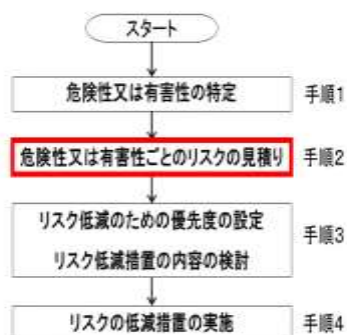 スタート
危険性又は有害性の特定 手順1
危険性又は有害性ごとのリスクの見積り 手順2
リスク低減のための優先度の設定
リスク低減措置の内容の検討 手順3
リスクの低減措置の実施 手順4